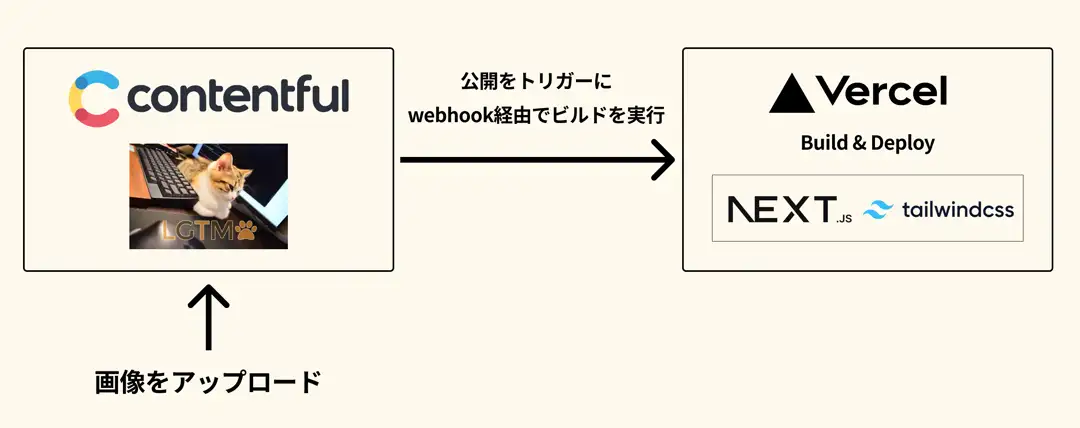 contentful
LGTM
画像をアップロード
公開をトリガーに
webhook経由でビルドを実行
Vercel
Build & Deploy
NEXT.JS
tailwindcss